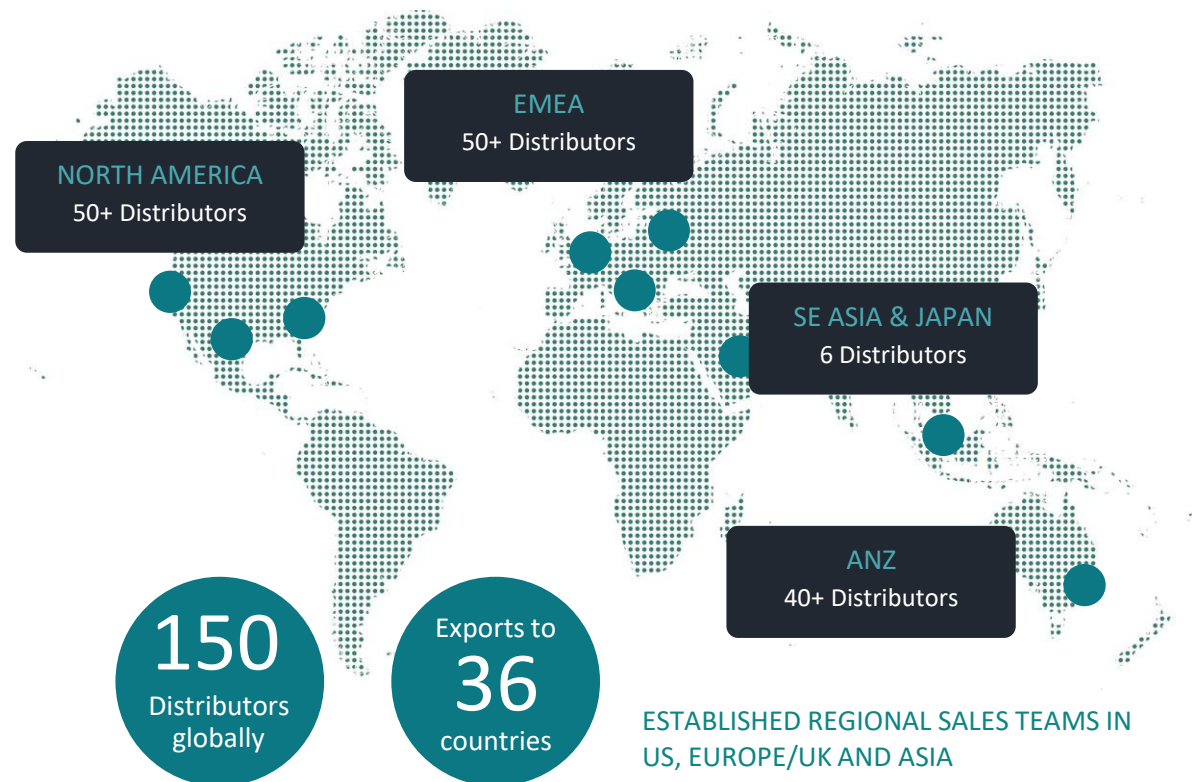 EMEA
50+ Distributors
NORTH AMERICA
50+ Distributors
SE ASIA & JAPAN
6 Distributors
ANZ
40+ Distributors
150
Distributors
globally
Exports to
36
countries
ESTABLISHED REGIONAL SALES TEAMS IN
US, EUROPE/UK AND ASIA